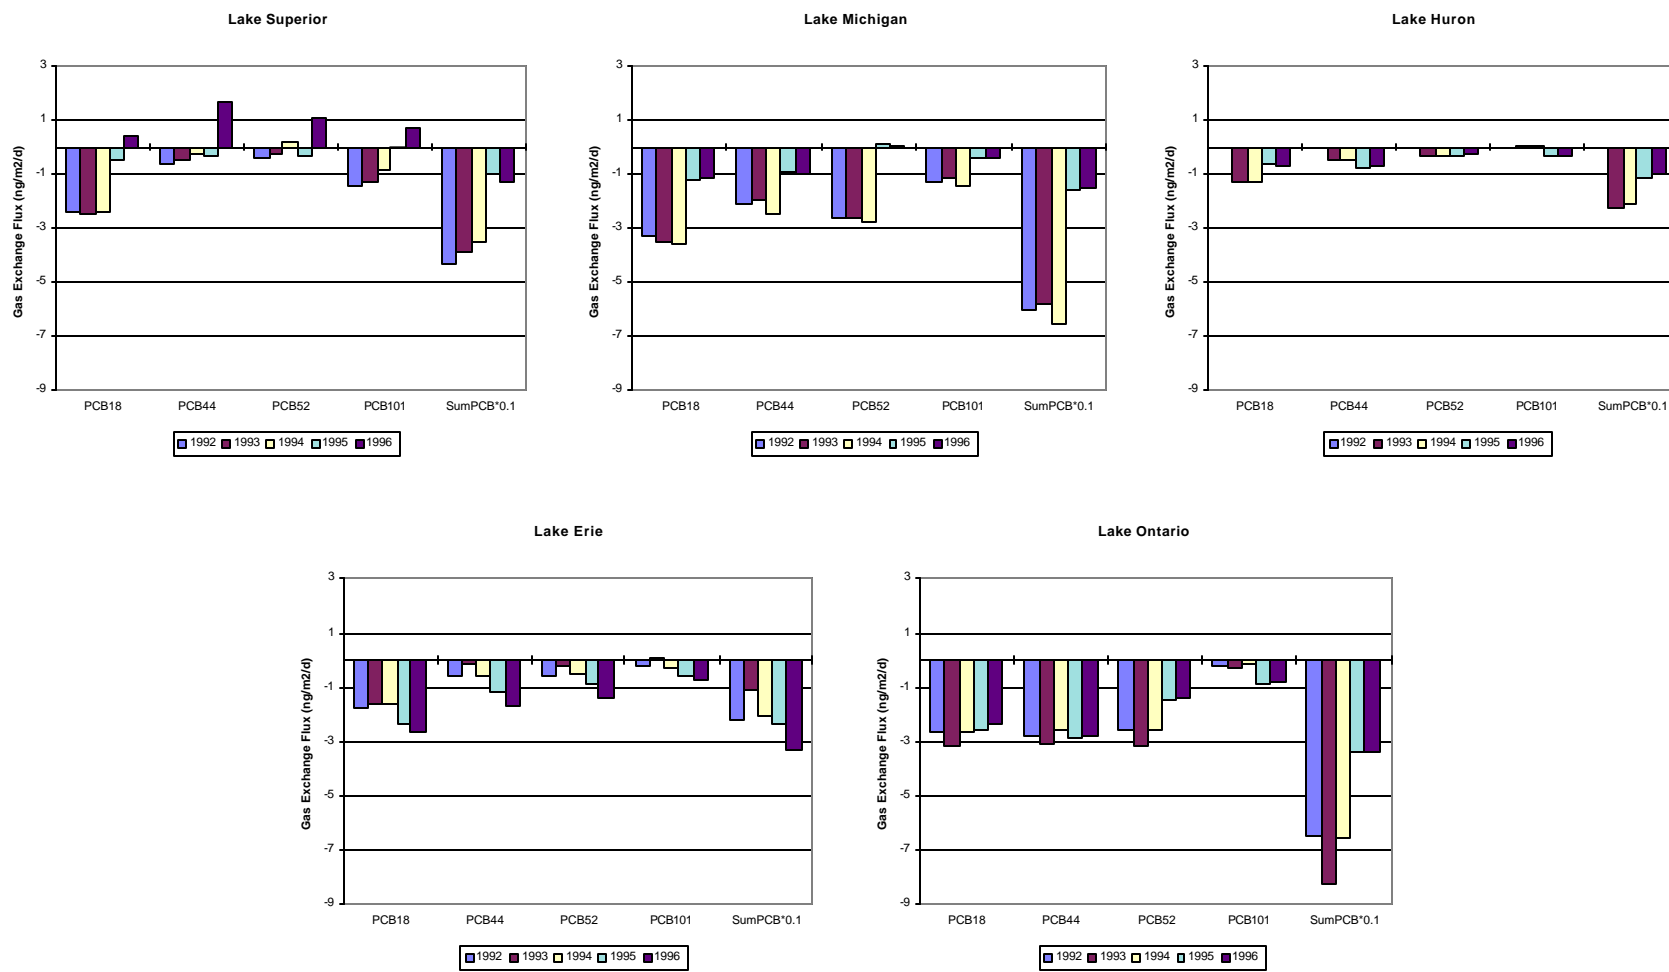 Lake Superior
Gas Exchange Flux (ng/m2/d)
3
1
-1
-3
-5
-7
-9
PCB18 PCB44 PCB52 PCB101 SumPCB*0.1
1992 1993 1994 1995 1996
Lake Michigan
Gas Exchange Flux (ng/m2/d)
3
1
-1
-3
-5
-7
-9
PCB18 PCB44 PCB52 PCB101 SumPCB*0.1
1992 1993 1994 1995 1996
Lake Huron
Gas Exchange Flux (ng/m2/d)
3
1
-1
-3
-5
-7
-9
PCB18 PCB44 PCB52 PCB101 SumPCB*0.1
1992 1993 1994 1995 1996
Lake Erie
Gas Exchange Flux (ng/m2/d)
3
1
-1
-3
-5
-7
-9
PCB18 PCB44 PCB52 PCB101 SumPCB*0.1
1992 1993 1994 1995 1996
Lake Ontario
Gas Exchange Flux (ng/m2/d)
3
1
-1
-3
-5
-7
-9
PCB18 PCB44 PCB52 PCB101 SumPCB*0.1
1992 1993 1994 1995 1996